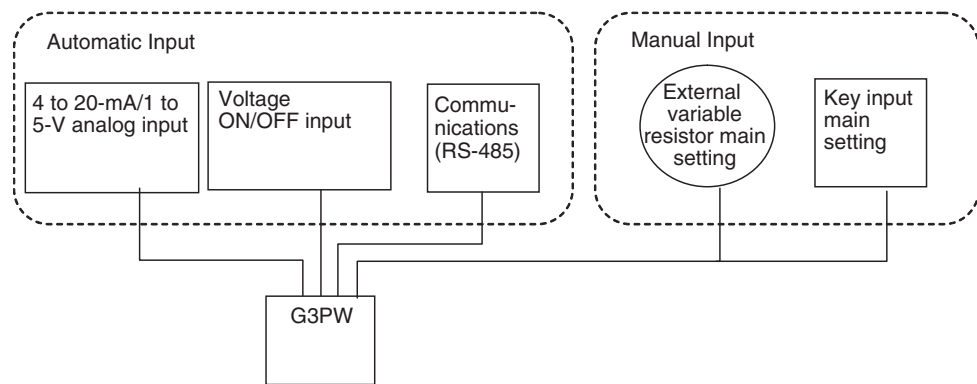 Automatic Input
4 to 20-mA/1 to
5-V analog input
Voltage
ON/OFF input
Commu-
nications
(RS-485)
Manual Input
External
variable
resistor main
setting
Key input
main
setting
G3PW